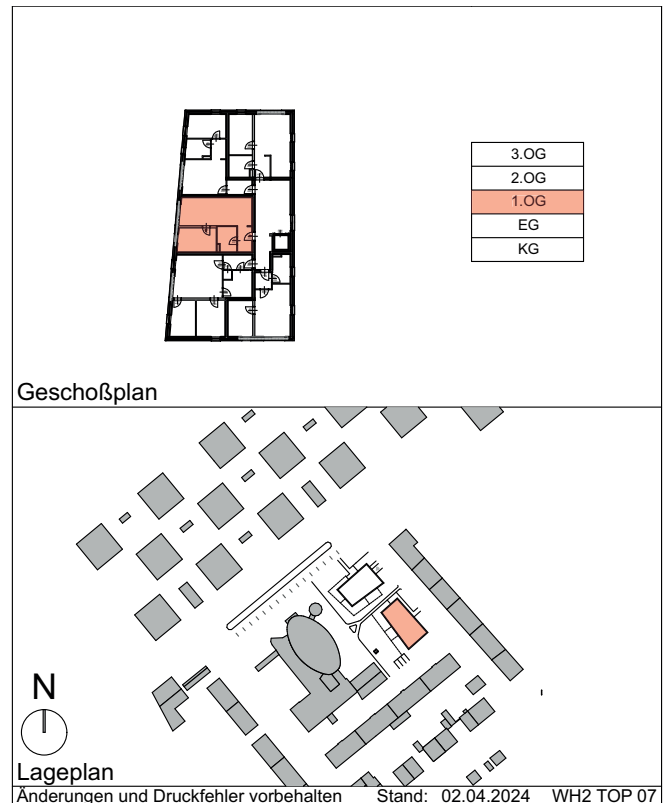 3.OG
2.OG
1.OG
EG
KG
Geschoßplan
N
Lageplan
Änderungen und Druckfehler vorbehalten Stand: 02.04.2024 WH2 TOP 07